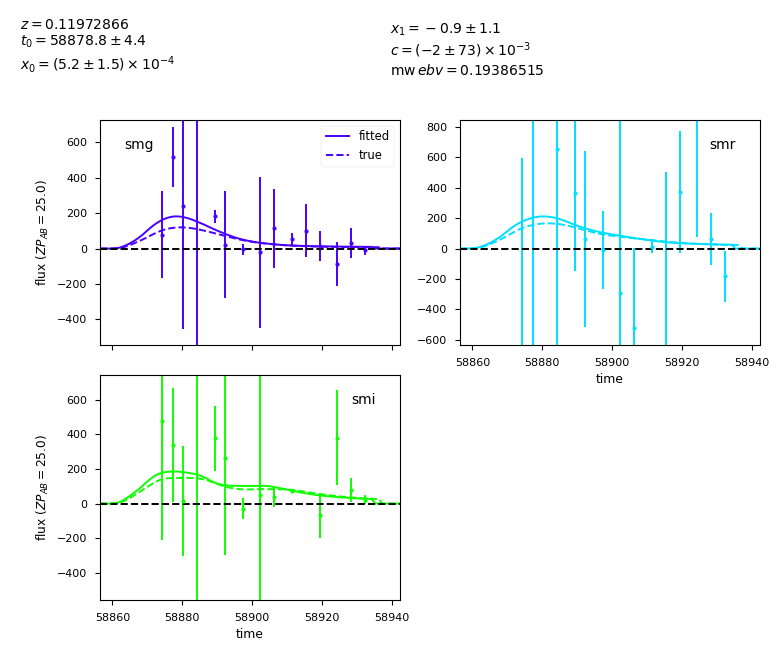 z = 0.11972866
t₀ = 58878.8 ± 4.4
x₀ = (5.2 ± 1.5) × 10⁻⁴
x₁ = −0.9 ± 1.1
c = (−2 ± 73) × 10⁻³
mw ebv = 0.19386515
smg
fitted
true
600
400
200
0
−200
−400
flux (ZP_AB = 25.0)
smr
800
600
400
200
0
−200
−400
−600
58860 58880 58900 58920 58940
time
smi
600
400
200
0
−200
−400
flux (ZP_AB = 25.0)
58860 58880 58900 58920 58940
time